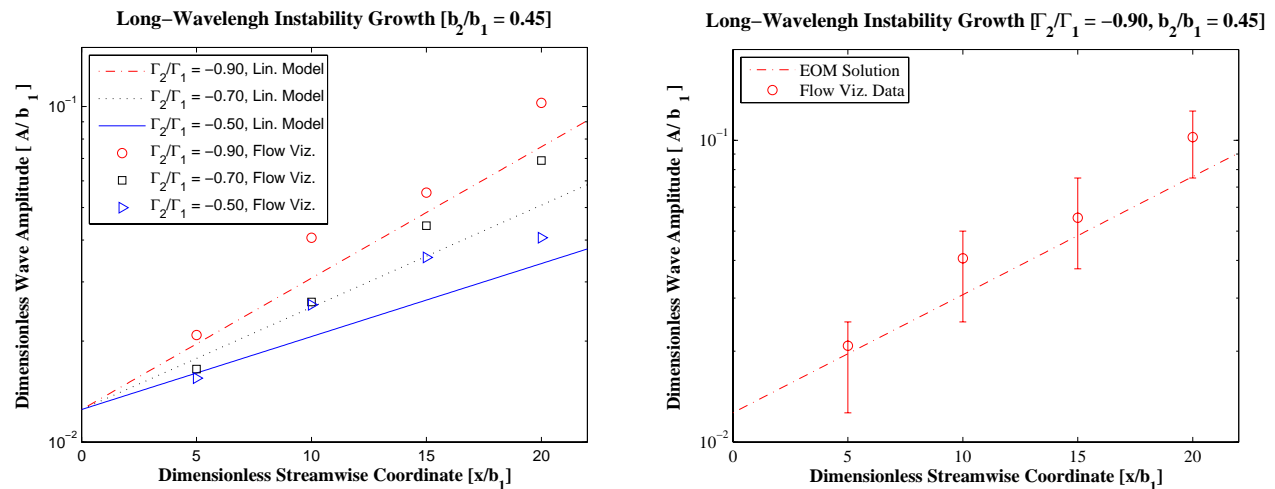 Long−Wavelengh Instability Growth [b₂/b₁ = 0.45]
Γ₂/Γ₁ = −0.90, Lin. Model
Γ₂/Γ₁ = −0.70, Lin. Model
Γ₂/Γ₁ = −0.50, Lin. Model
Γ₂/Γ₁ = −0.90, Flow Viz.
Γ₂/Γ₁ = −0.70, Flow Viz.
Γ₂/Γ₁ = −0.50, Flow Viz.
Dimensionless Wave Amplitude [ A/ b₁ ]
10⁻¹
10⁻²
0 5 10 15 20
Dimensionless Streamwise Coordinate [x/b₁]
Long−Wavelengh Instability Growth [Γ₂/Γ₁ = −0.90, b₂/b₁ = 0.45]
EOM Solution
Flow Viz. Data
Dimensionless Wave Amplitude [ A/ b₁ ]
10⁻¹
10⁻²
0 5 10 15 20
Dimensionless Streamwise Coordinate [x/b₁]